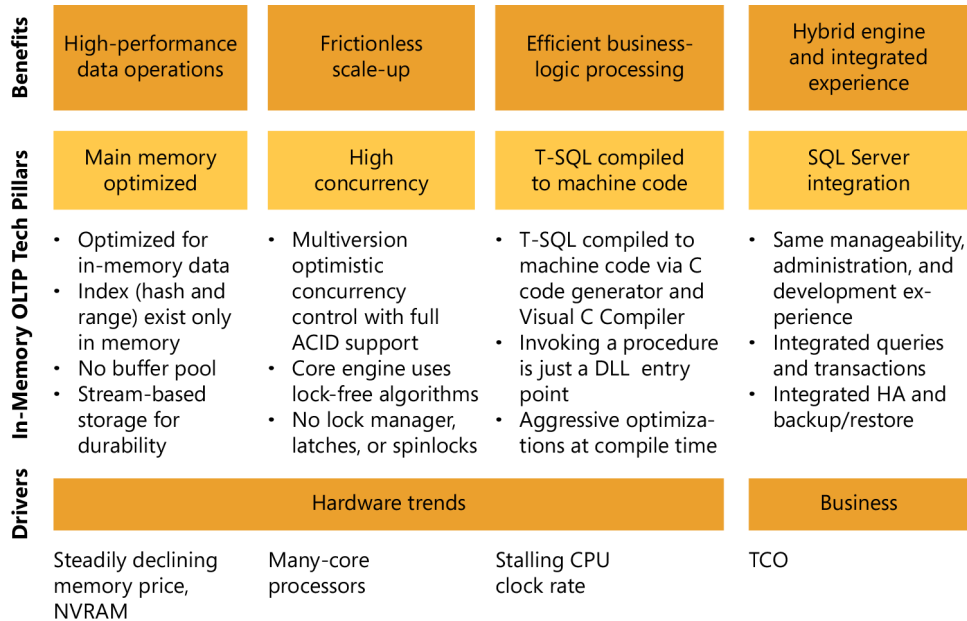 Benefits
High-performance
data operations
Frictionless
scale-up
Efficient business-
logic processing
Hybrid engine
and integrated
experience
In-Memory OLTP Tech Pillars
Main memory
optimized
High
concurrency
T-SQL compiled
to machine code
SQL Server
integration
• Optimized for
in-memory data
• Index (hash and
range) exist only
in memory
• No buffer pool
• Stream-based
storage for
durability
• Multiversion
optimistic
concurrency
control with full
ACID support
• Core engine uses
lock-free algorithms
• No lock manager,
latches, or spinlocks
• T-SQL compiled to
machine code via C
code generator and
Visual C Compiler
• Invoking a procedure
is just a DLL entry
point
• Aggressive optimiza-
tions at compile time
• Same manageability,
administration, and
development ex-
perience
• Integrated queries
and transactions
• Integrated HA and
backup/restore
Drivers
Hardware trends
Business
Steadily declining
memory price,
NVRAM
Many-core
processors
Stalling CPU
clock rate
TCO